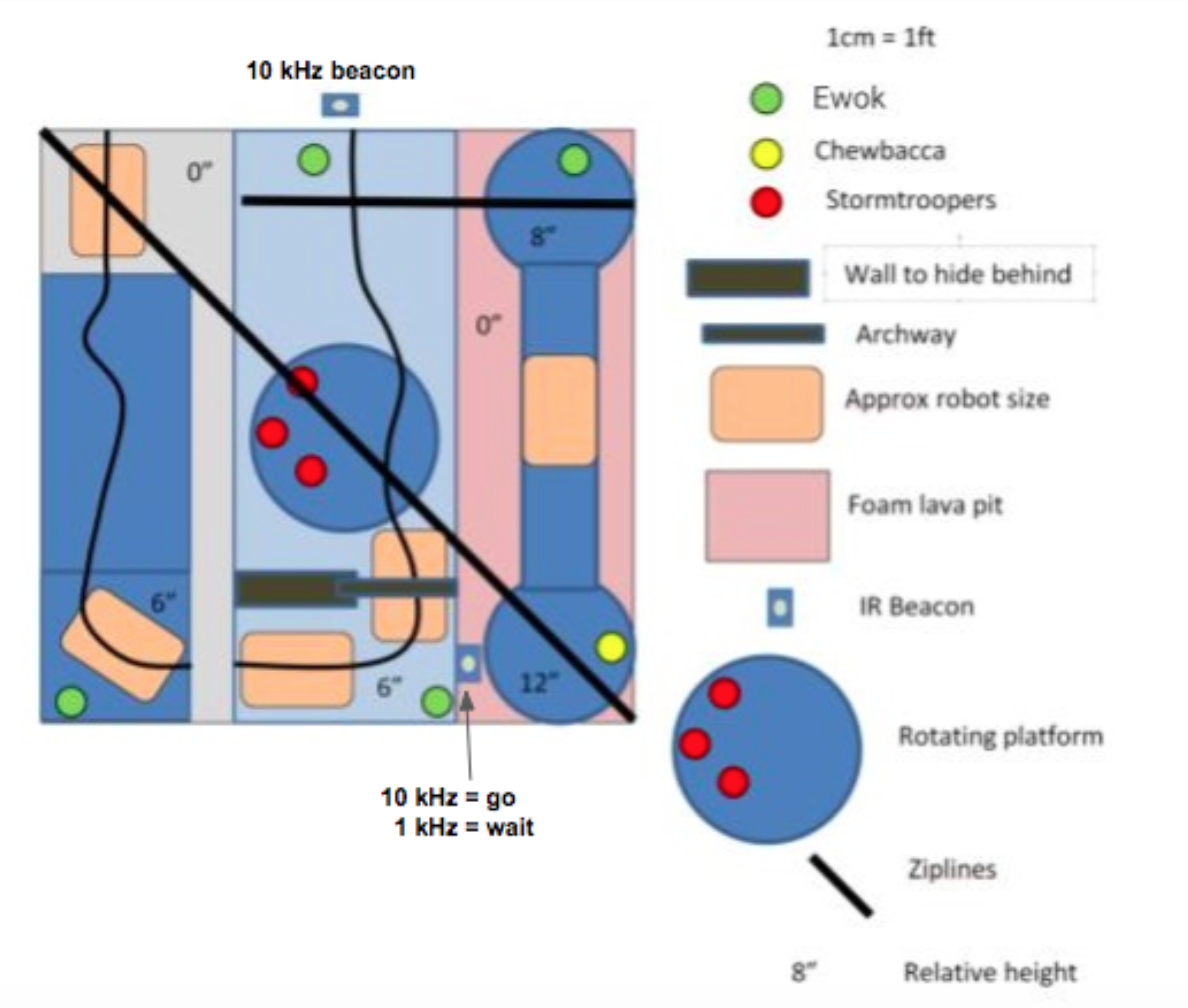 1cm = 1ft
10 kHz beacon
Ewok
Chewbacca
0”
Stormtroopers
8”
Wall to hide behind
0”
Archway
Approx robot size
Foam lava pit
6”
IR Beacon
6”
12”
Rotating platform
10 kHz = go
1 kHz = wait
Ziplines
8”
Relative height